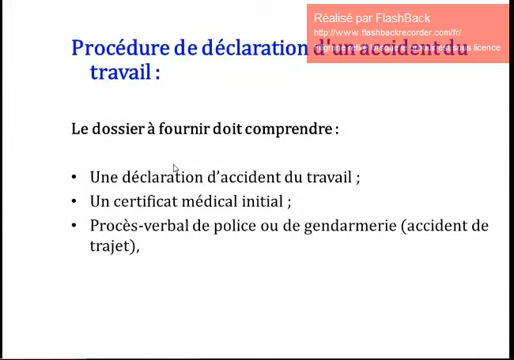 Réalisé par FlashBack
http://www.flashbackrecorder.com/fr/
Procédure de déclaration d'un accident du
travail :
Le dossier à fournir doit comprendre :
• Une déclaration d'accident du travail ;
• Un certificat médical initial ;
• Procès-verbal de police ou de gendarmerie (accident de
trajet),